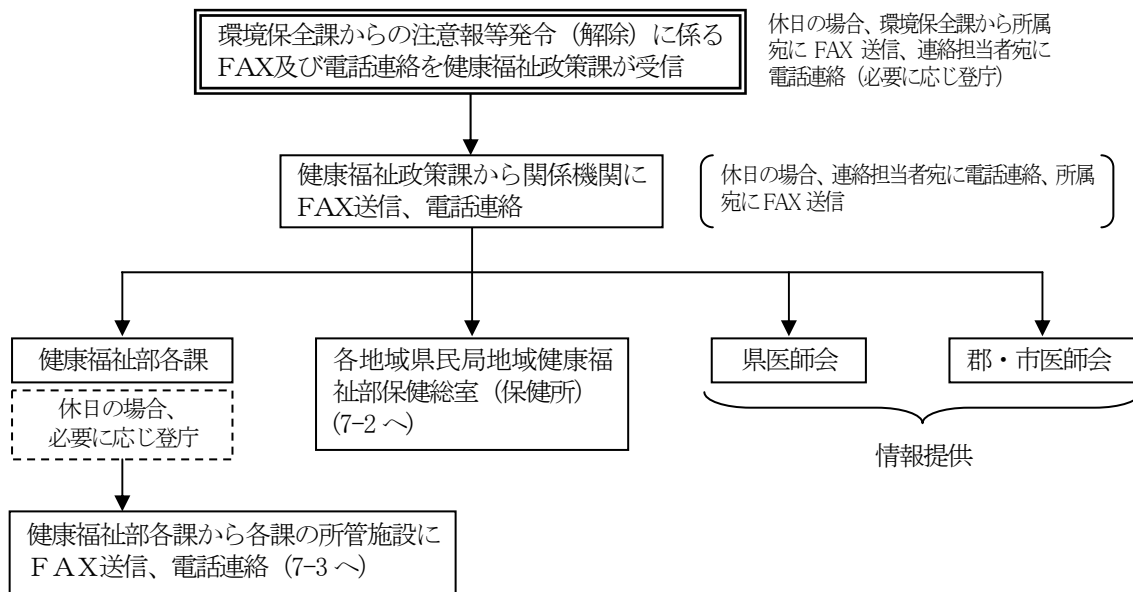 環境保全課からの注意報等発令（解除）に係る
FAX及び電話連絡を健康福祉政策課が受信
休日の場合、環境保全課から所属
宛に FAX 送信、連絡担当者宛に
電話連絡（必要に応じ登庁）
健康福祉政策課から関係機関に
FAX送信、電話連絡
休日の場合、連絡担当者宛に電話連絡、所属
宛に FAX 送信
健康福祉部各課
各地域県民局地域健康福
祉部保健総室（保健所）
(7-2 へ)
県医師会
郡・市医師会
休日の場合、
必要に応じ登庁
情報提供
健康福祉部各課から各課の所管施設に
ＦＡＸ送信、電話連絡 (7-3 へ)